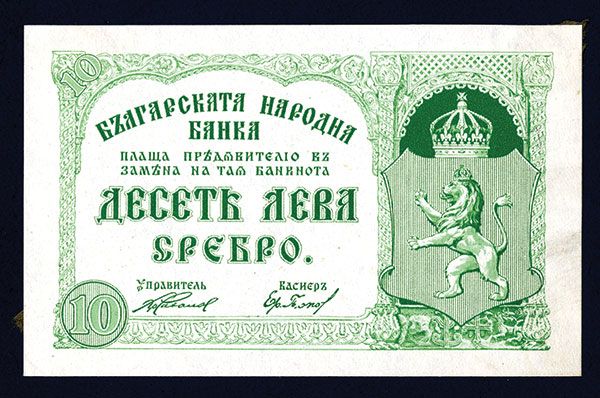 10
БЪЛГАРСКАТА НАРОДНА
БАНКА
ПЛАЩА ПРѢДЯВИТЕЛЮ ВЪ
ЗАМѢНА НА ТАЯ БАНКНОТА
ДЕСЕТЬ ЛЕВА
СРЕБРО.
Управитель Касиеръ
10